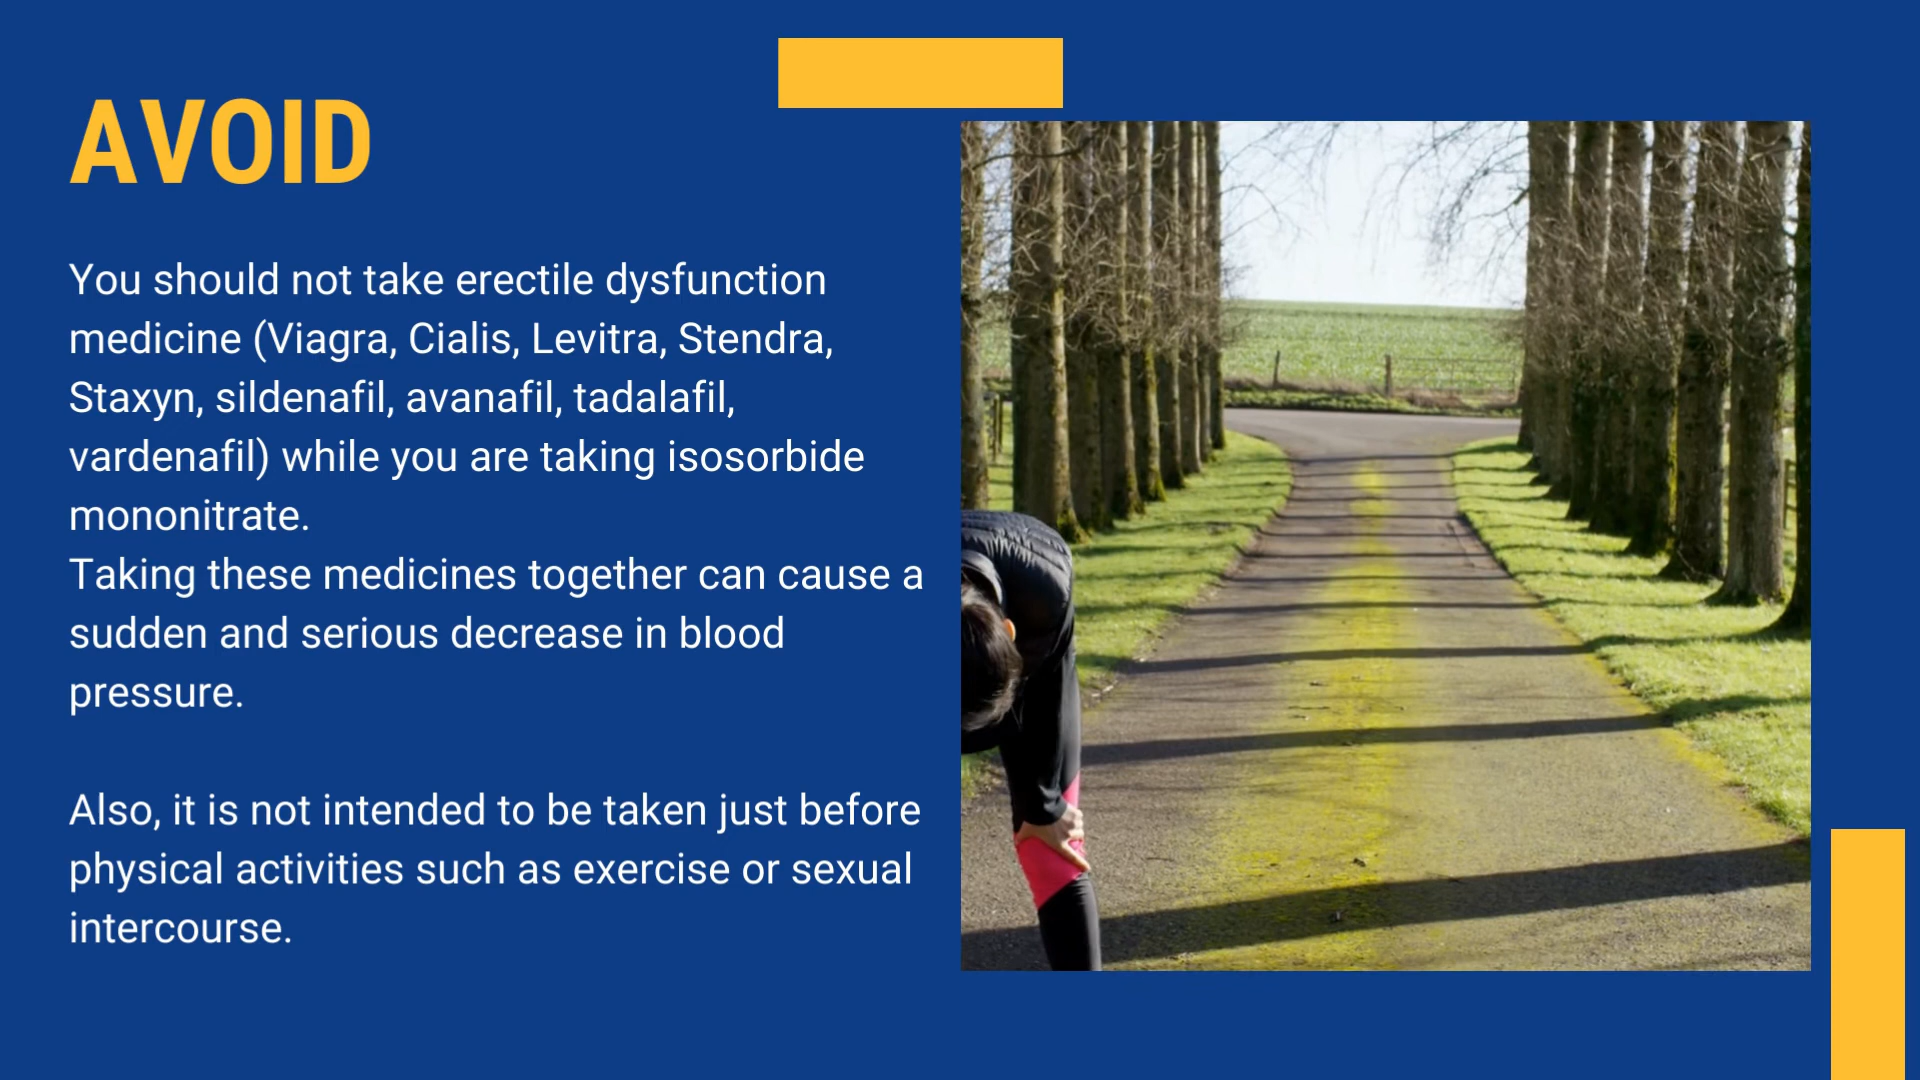 AVOID
You should not take erectile dysfunction
medicine (Viagra, Cialis, Levitra, Stendra,
Staxyn, sildenafil, avanafil, tadalafil,
vardenafil) while you are taking isosorbide
mononitrate.
Taking these medicines together can cause a
sudden and serious decrease in blood
pressure.
Also, it is not intended to be taken just before
physical activities such as exercise or sexual
intercourse.